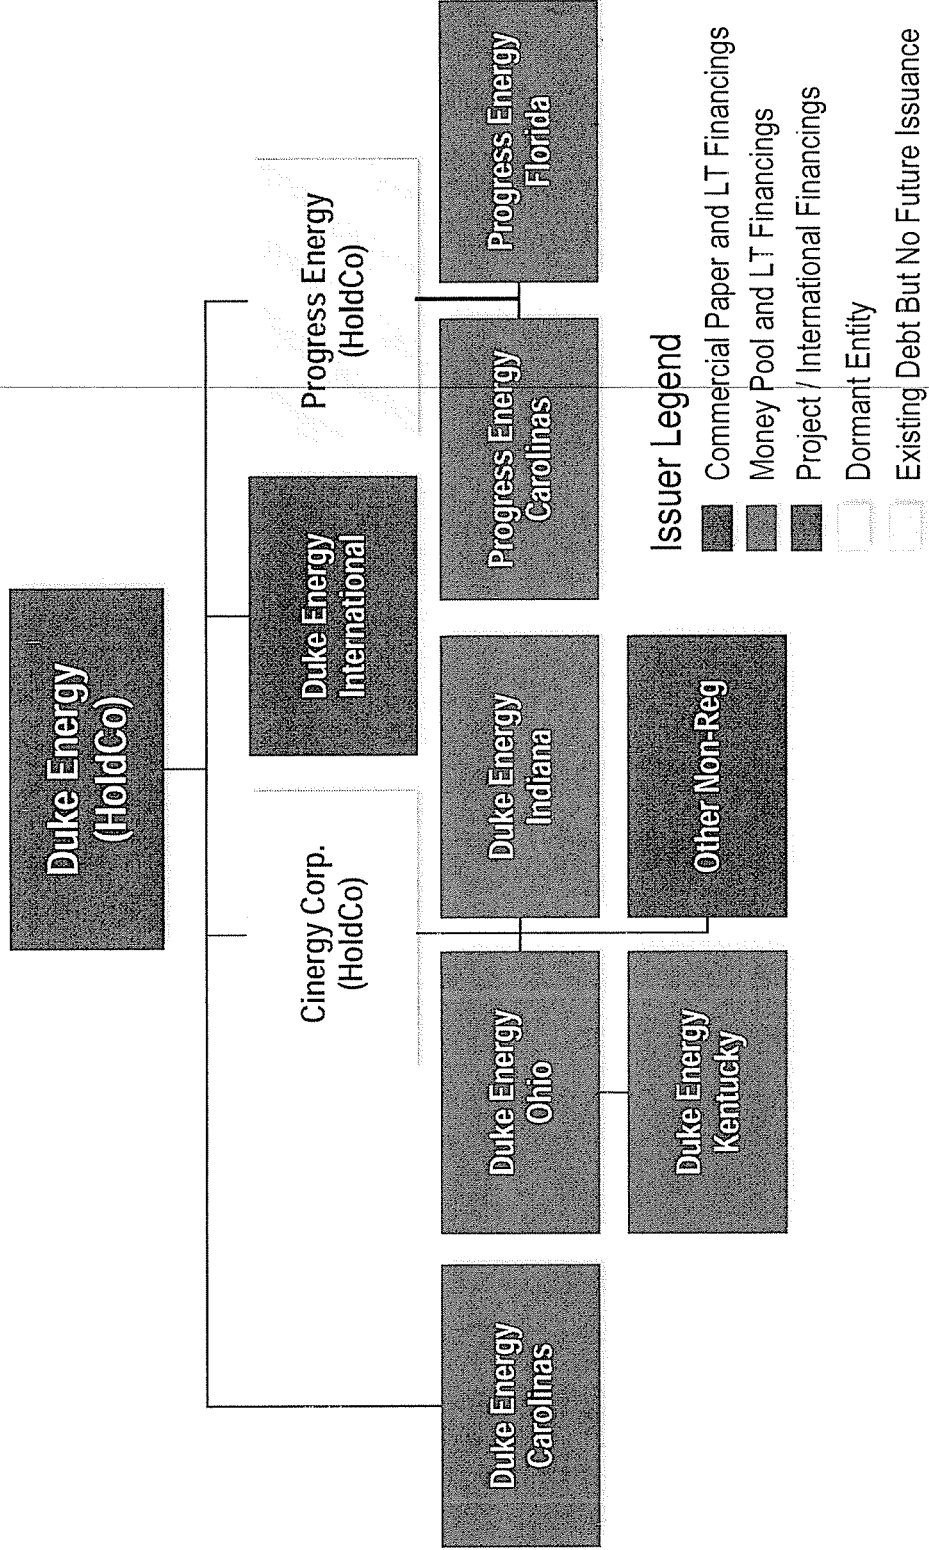 Duke Energy
(HoldCo)
Cinergy Corp.
(HoldCo)
Duke Energy
International
Progress Energy
(HoldCo)
Duke Energy
Carolinas
Duke Energy
Ohio
Duke Energy
Indiana
Progress Energy
Carolinas
Progress Energy
Florida
Duke Energy
Kentucky
Other Non-Reg
Issuer Legend
Commercial Paper and LT Financings
Money Pool and LT Financings
Project / International Financings
Dormant Entity
Existing Debt But No Future Issuance